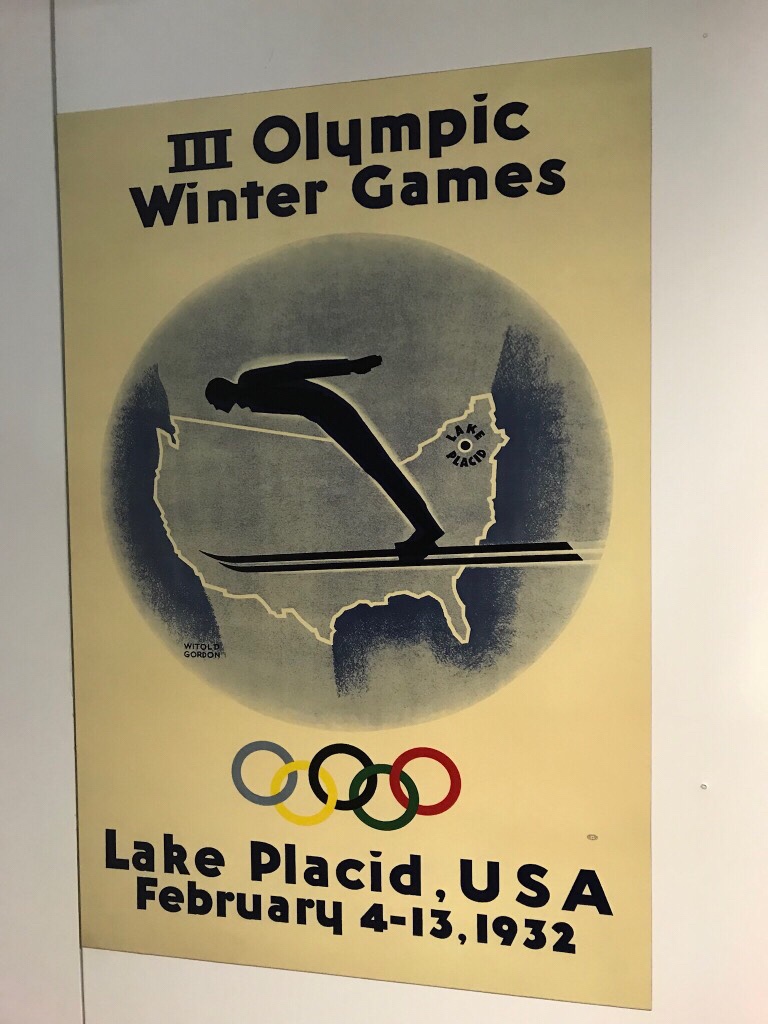 III Olympic
Winter Games
LAKE
PLACID
WITOLD
GORDON
Lake Placid, USA
February 4-13, 1932